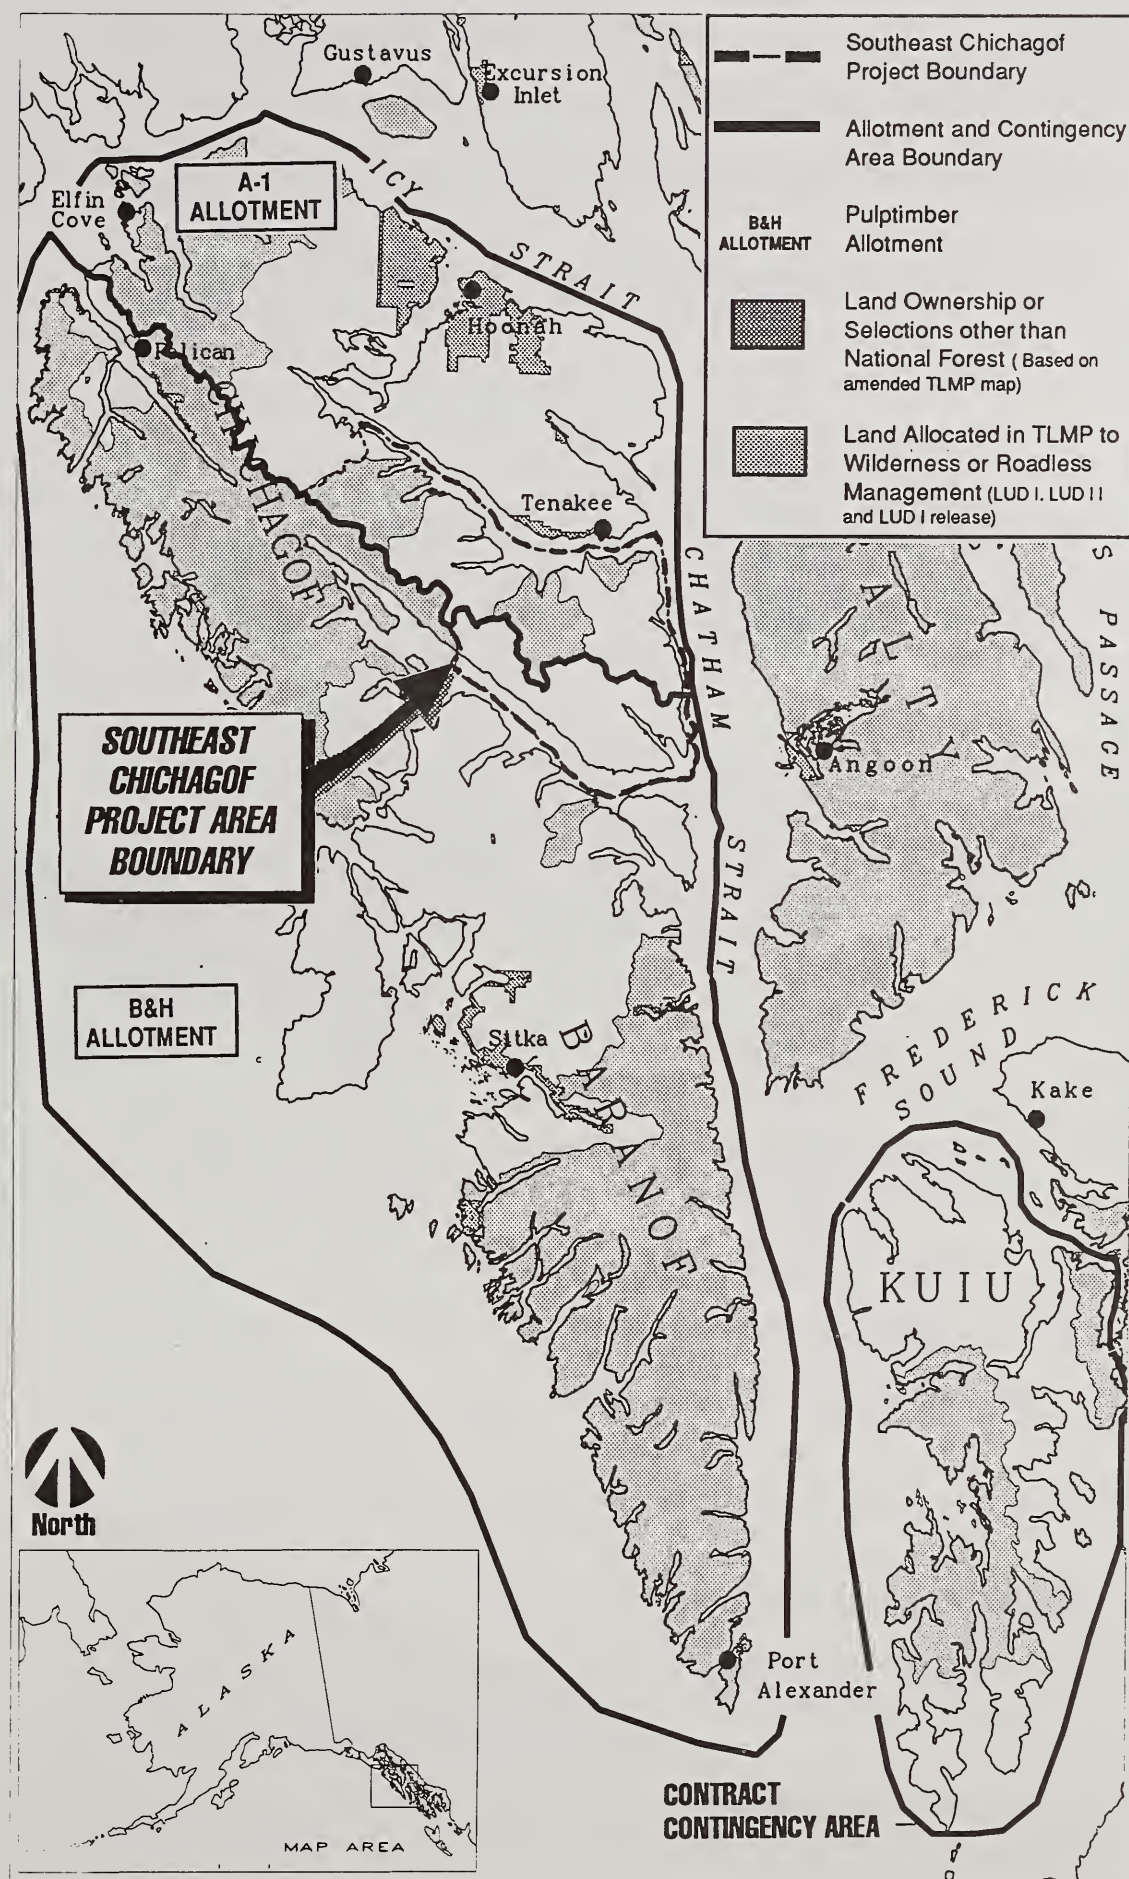 Gustavus
Excursion
Inlet
Southeast Chichagof
Project Boundary
Allotment and Contingency
Area Boundary
B&H
ALLOTMENT
Pulptimber
Allotment
Land Ownership or
Selections other than
National Forest ( Based on
amended TLMP map)
Land Allocated in TLMP to
Wilderness or Roadless
Management (LUD I. LUD II
and LUD I release)
A-1
ALLOTMENT
ICY
STRAIT
Elfin
Cove
Hoonah
Pelican
CHICHAGOF
Tenakee
CHATHAM
STRAIT
S PASSAGE
Angoon
SOUTHEAST
CHICHAGOF
PROJECT AREA
BOUNDARY
B&H
ALLOTMENT
Sitka
BARANOF
FREDERICK
SOUND
Kake
KUIU
North
Port
Alexander
ALASKA
MAP AREA
CONTRACT
CONTINGENCY AREA